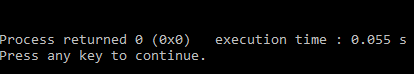 Process returned 0 (0x0)   execution time : 0.055 s
Press any key to continue.